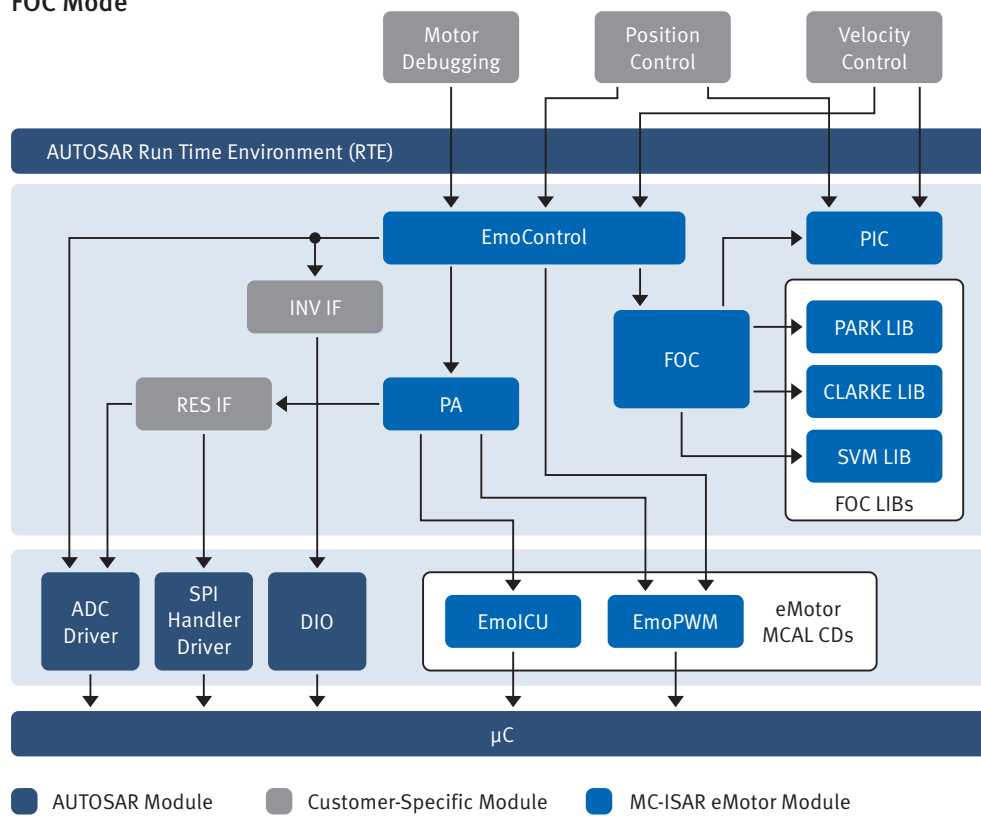 FOC Mode
Motor
Debugging
Position
Control
Velocity
Control
AUTOSAR Run Time Environment (RTE)
EmoControl
PIC
INV IF
FOC
PARK LIB
RES IF
PA
CLARKE LIB
SVM LIB
FOC LIBs
ADC
Driver
SPI
Handler
Driver
DIO
EmoICU
EmoPWM
eMotor
MCAL CDs
µC
AUTOSAR Module
Customer-Specific Module
MC-ISAR eMotor Module